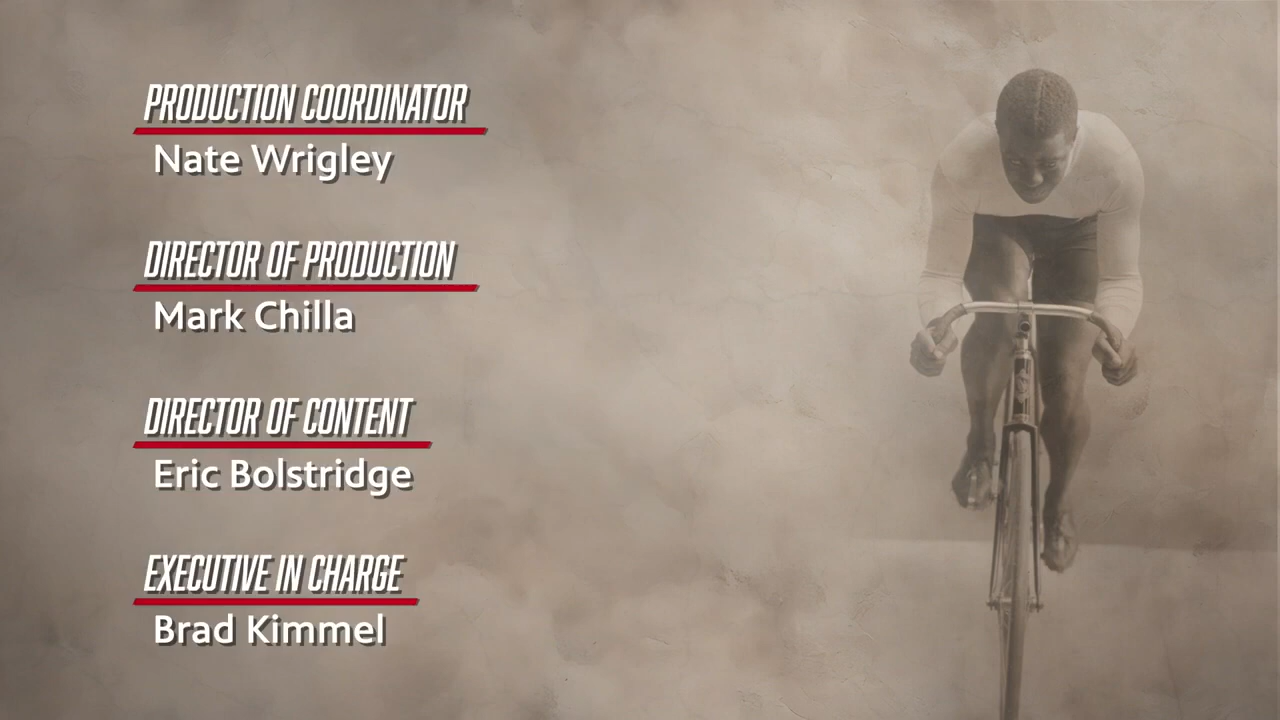 PRODUCTION COORDINATOR
Nate Wrigley
DIRECTOR OF PRODUCTION
Mark Chilla
DIRECTOR OF CONTENT
Eric Bolstridge
EXECUTIVE IN CHARGE
Brad Kimmel